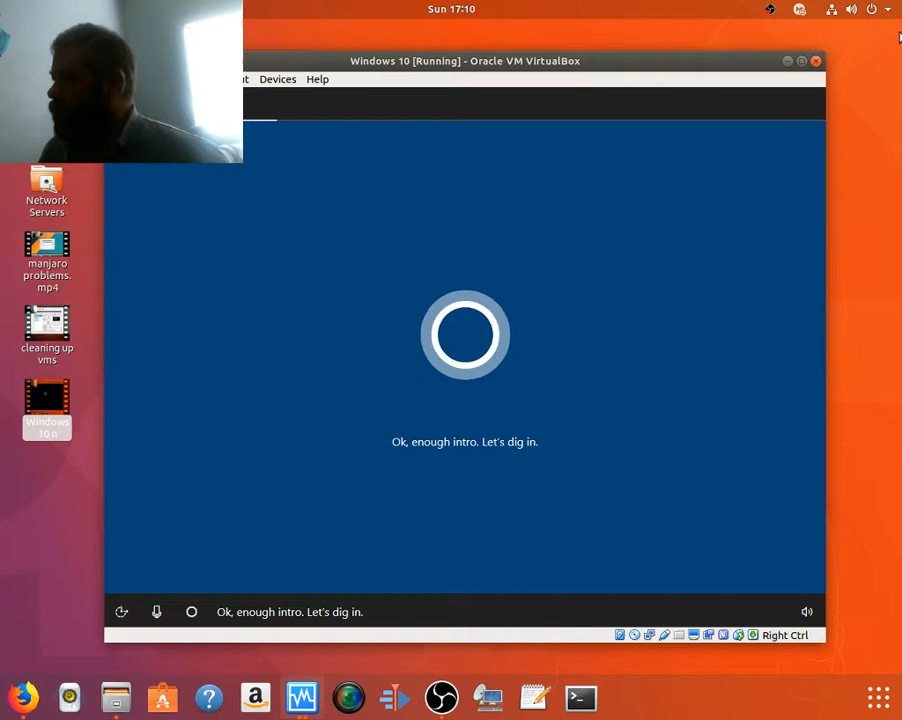 Sun 17:10
Windows 10 [Running] - Oracle VM VirtualBox
Devices Help
Network
Servers
manjaro
problems.
mp4
cleaning up
vms
Windows
10 n
Ok, enough intro. Let's dig in.
Ok, enough intro. Let's dig in.
Right Ctrl